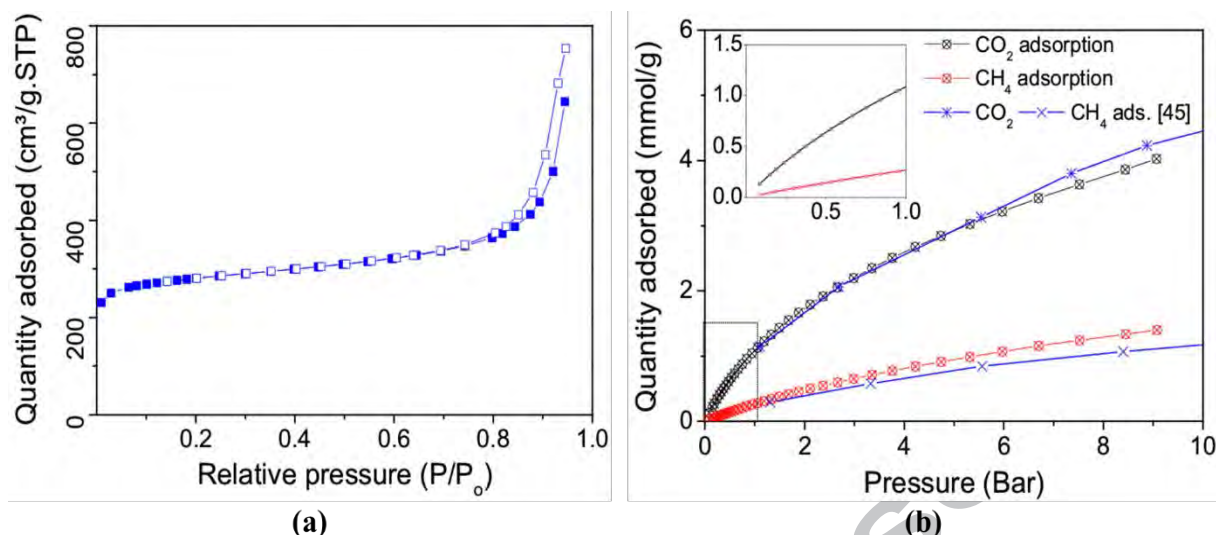 Quantity adsorbed (cm³/g.STP)
800
600
400
200
0
0.2 0.4 0.6 0.8 1.0
Relative pressure (P/Pₒ)
(a)
Quantity adsorbed (mmol/g)
6
4
2
0
0 2 4 6 8 10
Pressure (Bar)
1.5
1.0
0.5
0.0
0.5 1.0
CO₂ adsorption
CH₄ adsorption
CO₂ CH₄ ads. [45]
(b)